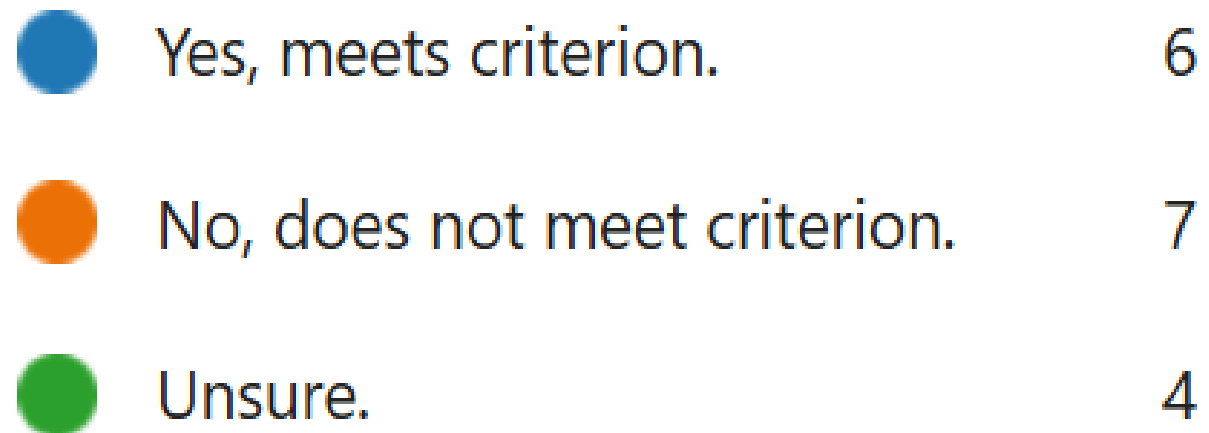 Yes, meets criterion. 6
No, does not meet criterion. 7
Unsure. 4